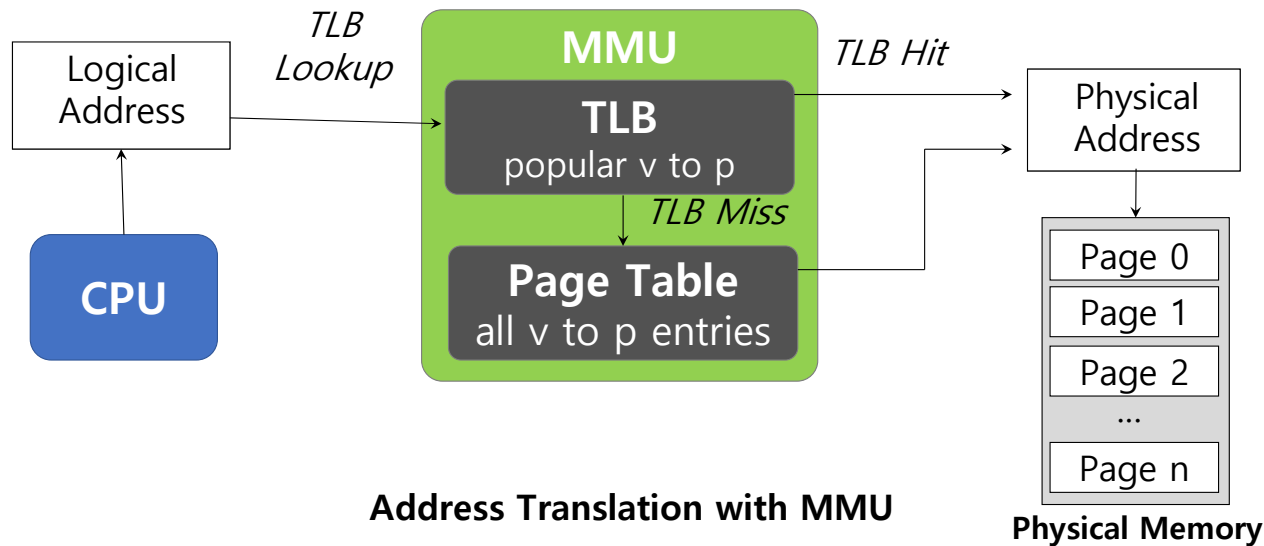 TLB
Lookup
Logical
Address
CPU
MMU
TLB
popular v to p
TLB Miss
Page Table
all v to p entries
TLB Hit
Physical
Address
Page 0
Page 1
Page 2
...
Page n
Physical Memory
Address Translation with MMU